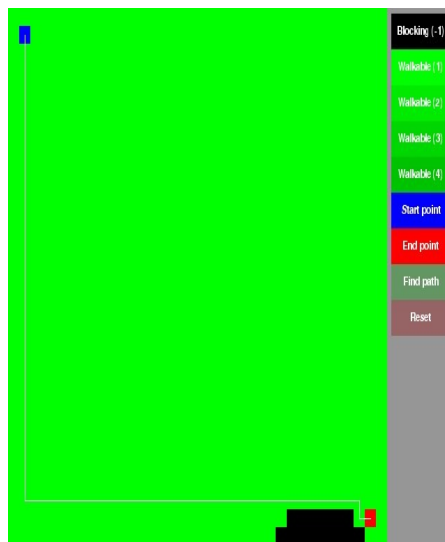 Blocking (-1)
Walkable (1)
Walkable (2)
Walkable (3)
Walkable (4)
Start point
End point
Find path
Reset